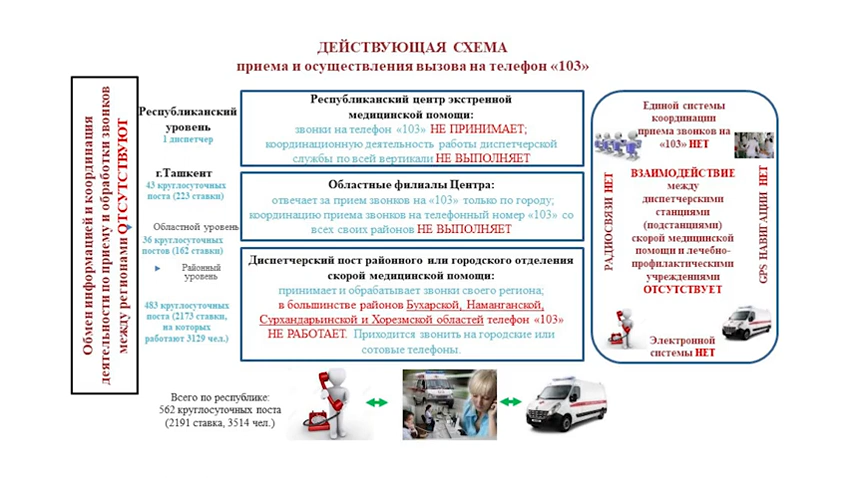 ДЕЙСТВУЮЩАЯ СХЕМА
приема и осуществления вызова на телефон «103»
Обмен информацией и координация
деятельности по приему и обработки звонков
между регионами ОТСУТСТВУЮТ
Республиканский
уровень
1 диспетчер
г.Ташкент
43 круглосуточных
поста (223 ставки)
Областной уровень
36 круглосуточных
постов (162 ставки)
Районный
уровень
483 круглосуточных
поста (2173 ставки,
на которых
работают 3129 чел.)
Республиканский центр экстренной
медицинской помощи:
звонки на телефон «103» НЕ ПРИНИМАЕТ;
координационную деятельность работы диспетчерской
службы по всей вертикали НЕ ВЫПОЛНЯЕТ
Областные филиалы Центра:
отвечает за прием звонков на «103» только по городу;
координацию приема звонков на телефонный номер «103» со
всех своих районов НЕ ВЫПОЛНЯЕТ
Диспетчерский пост районного или городского отделения
скорой медицинской помощи:
принимает и обрабатывает звонки своего региона;
в большинстве районов Бухарской, Наманганской,
Сурхандарьинской и Хорезмской областей телефон «103»
НЕ РАБОТАЕТ. Приходится звонить на городские или
сотовые телефоны.
Единой системы
координации
приема звонков на
«103» НЕТ
РАДИОСВЯЗИ НЕТ
ВЗАИМОДЕЙСТВИЕ
между
диспетчерскими
станциями
(подстанциями)
скорой медицинской
помощи и лечебно-
профилактическими
учреждениями
ОТСУТСТВУЕТ
GPS НАВИГАЦИИ НЕТ
Электронной
системы НЕТ
Всего по республике:
562 круглосуточных поста
(2191 ставка, 3514 чел.)